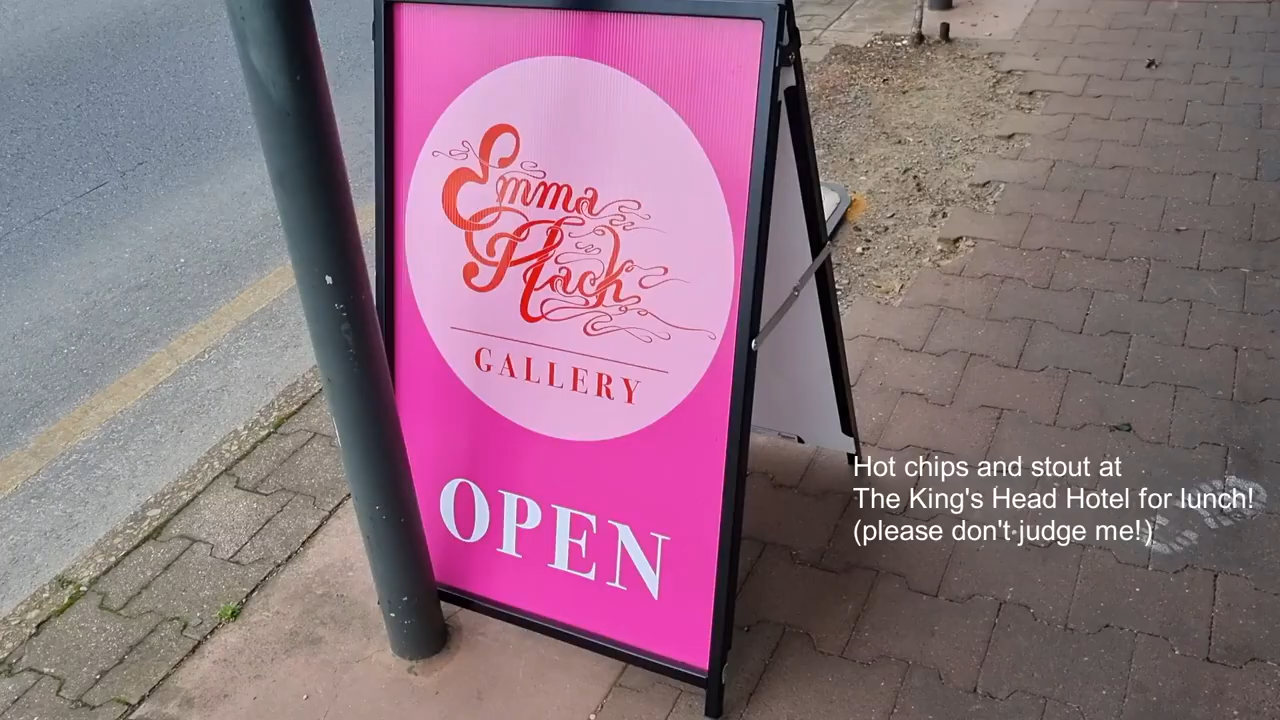 Emma
Hack
GALLERY
OPEN
Hot chips and stout at
The King's Head Hotel for lunch!
(please don't judge me!)